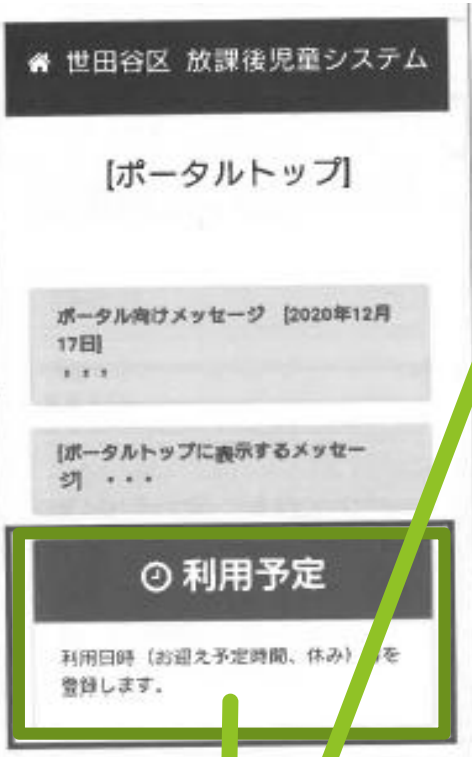 世田谷区 放課後児童システム
[ポータルトップ]
ポータル向けメッセージ [2020年12月
17日]
・・・
[ポータルトップに表示するメッセー
ジ] ・・・
利用予定
利用日時（お迎え予定時間、休み） を
登録します。